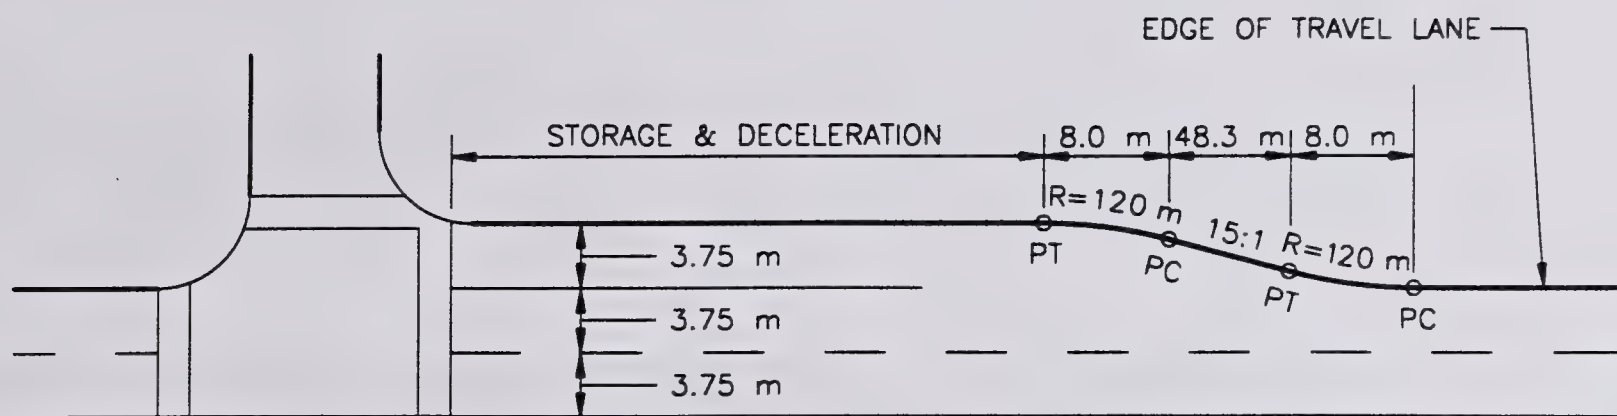 EDGE OF TRAVEL LANE
STORAGE & DECELERATION
8.0 m
48.3 m
8.0 m
R=120 m
15:1
R=120 m
PT
PC
PT
PC
3.75 m
3.75 m
3.75 m